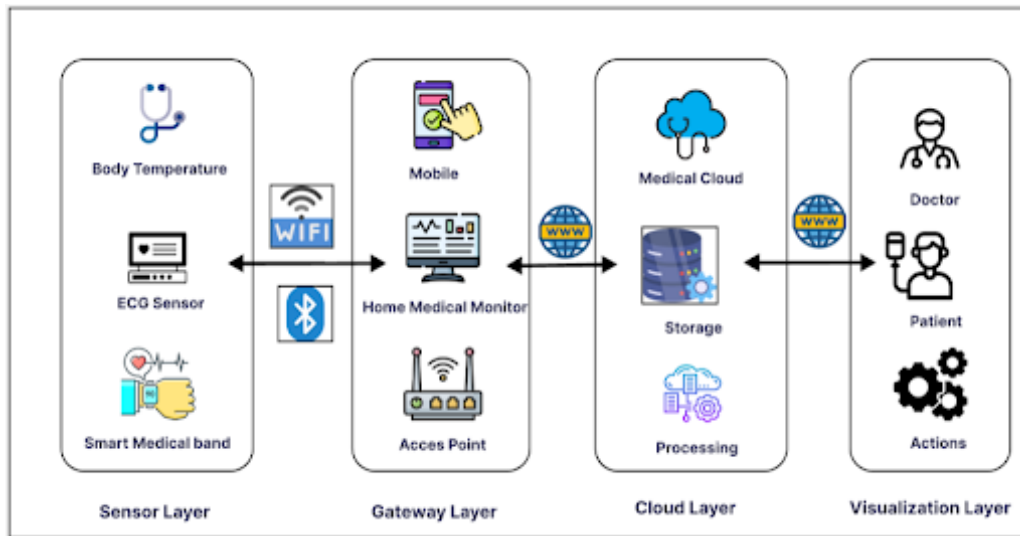 Body Temperature
ECG Sensor
Smart Medical band
Sensor Layer
WIFI
Mobile
Home Medical Monitor
Acces Point
Gateway Layer
WWW
Medical Cloud
Storage
Processing
Cloud Layer
WWW
Doctor
Patient
Actions
Visualization Layer